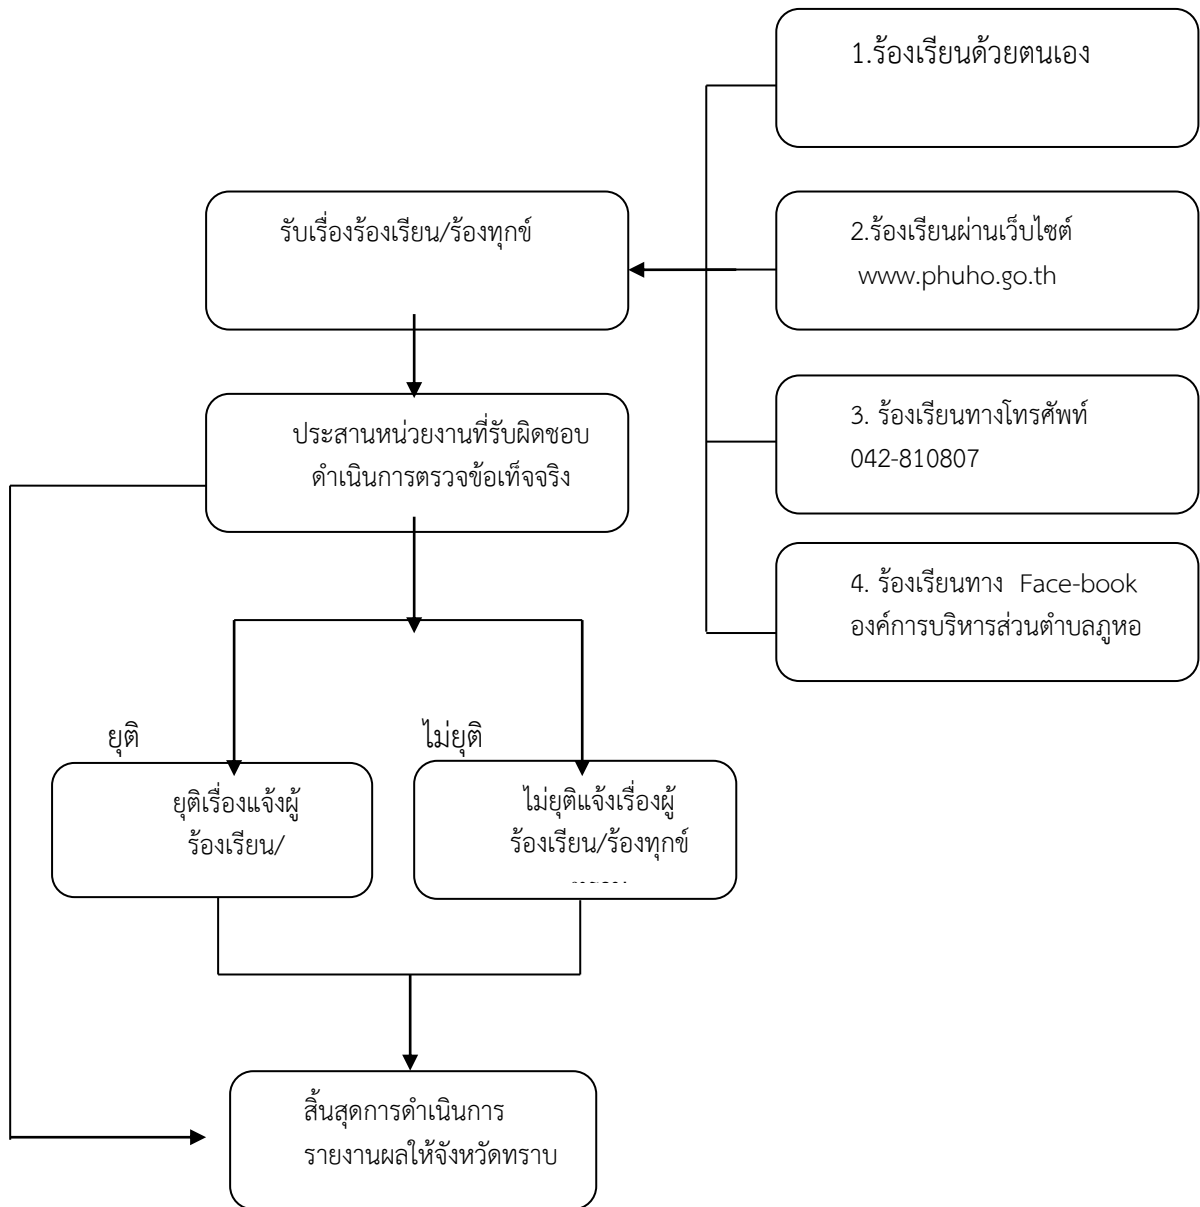 1.ร้องเรียนด้วยตนเอง
รับเรื่องร้องเรียน/ร้องทุกข์
2.ร้องเรียนผ่านเว็บไซต์
www.phuho.go.th
ประสานหน่วยงานที่รับผิดชอบ
ดำเนินการตรวจข้อเท็จจริง
3. ร้องเรียนทางโทรศัพท์
042-810807
4. ร้องเรียนทาง Face-book
องค์การบริหารส่วนตำบลภูหอ
ยุติ
ไม่ยุติ
ยุติเรื่องแจ้งผู้
ร้องเรียน/
ไม่ยุติแจ้งเรื่องผู้
ร้องเรียน/ร้องทุกข์
สิ้นสุดการดำเนินการ
รายงานผลให้จังหวัดทราบ